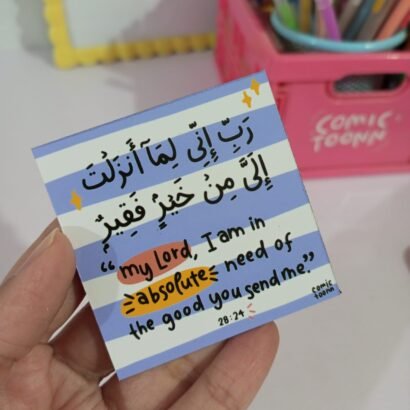 رَبِّ إِنِّى لِمَآ أَنزَلْتَ
إِلَىَّ مِنْ خَيْرٍ فَقِيرٌ
“my Lord, I am in
absolute need of
the good you send me.”
28:24
comic
toonn
COMIC
TOONN